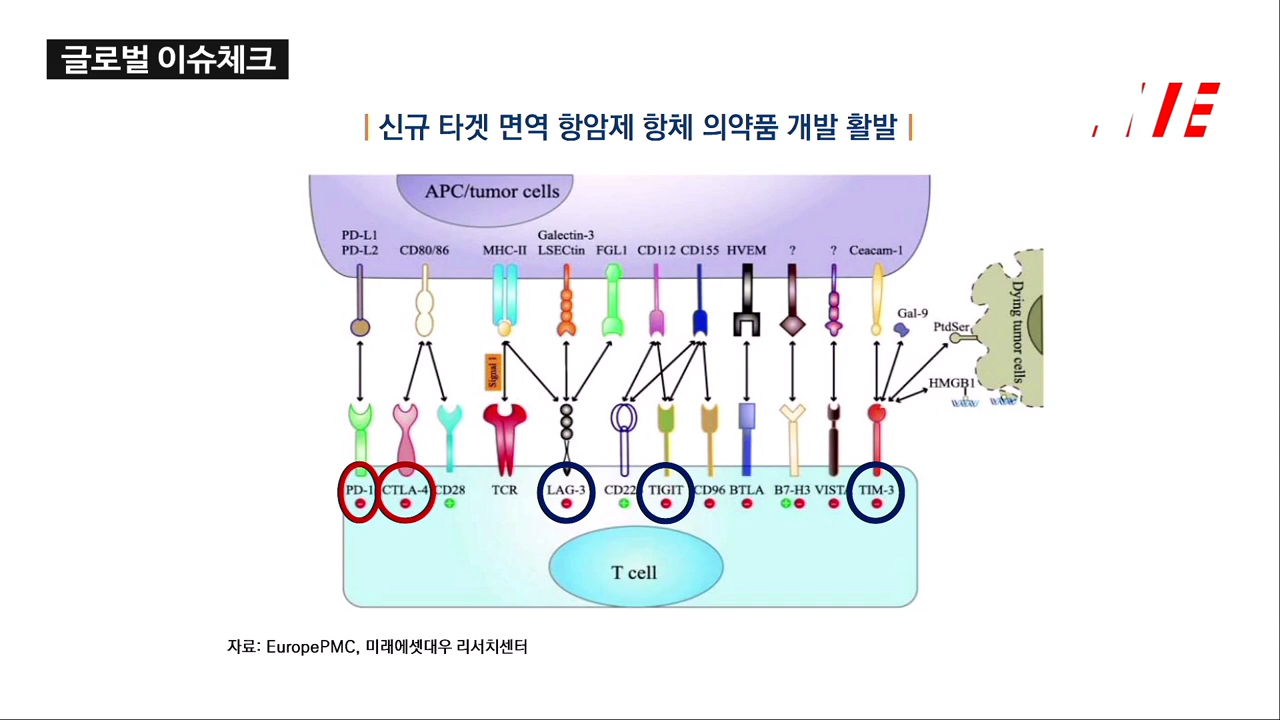 글로벌 이슈체크
신규 타겟 면역 항암제 항체 의약품 개발 활발
APC/tumor cells
PD-L1
PD-L2
CD80/86
MHC-II
Galectin-3
LSECtin
FGL1
CD112
CD155
HVEM
?
?
Ceacam-1
Gal-9
PtdSer
HMGB1
Dying tumor cells
Signal 1
PD-1
CTLA-4
CD28
TCR
LAG-3
CD22
TIGIT
CD96
BTLA
B7-H3
VISTA
TIM-3
T cell
자료: EuropePMC, 미래에셋대우 리서치센터